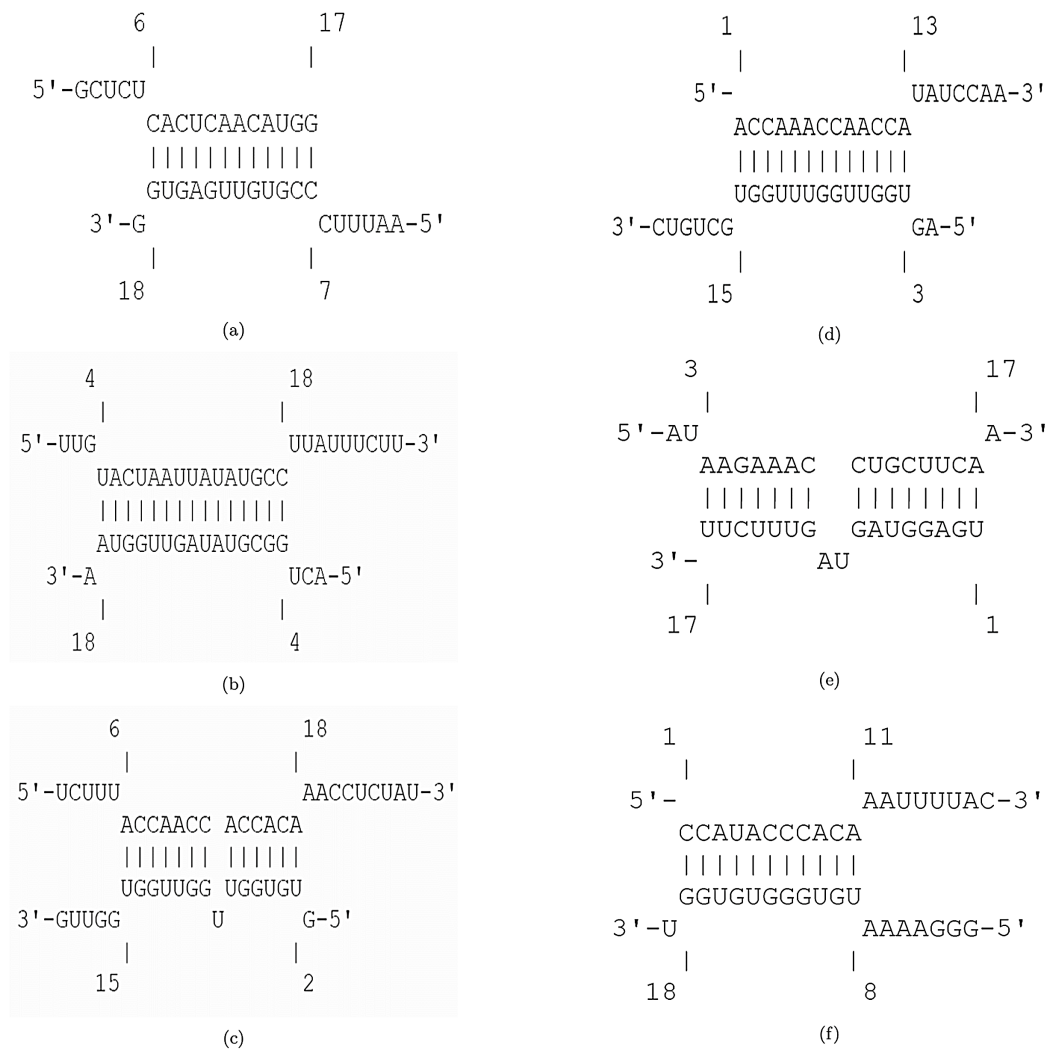 6 17
| |
5'-GCUCU
CACUCAACAUGG
||||||||||||
GUGAGUUGUGCC
3'-G CUUUAA-5'
| |
18 7
(a)
4 18
| |
5'-UUG UUAUUUCUU-3'
UACUAAUUAUAUGCC
|||||||||||||||
AUGGUUGAUAUGCGG
3'-A UCA-5'
| |
18 4
(b)
6 18
| |
5'-UCUUU AACCUCUAU-3'
ACCAACC ACCACA
||||||| ||||||
UGGUUGG UGGUGU
3'-GUUGG U G-5'
| |
15 2
(c)
1 13
| |
5'- UAUCCAA-3'
ACCAAACCAACCA
|||||||||||||
UGGUUUGGUUGGU
3'-CUGUCG GA-5'
| |
15 3
(d)
3 17
| |
5'-AU A-3'
AAGAAAC CUGCUUCA
||||||| ||||||||
UUCUUUG GAUGGAGU
3'- AU
| |
17 1
(e)
1 11
| |
5'- AAUUUUAC-3'
CCAUACCCACA
|||||||||||
GGUGUGGGUGU
3'-U AAAAGGG-5'
| |
18 8
(f)